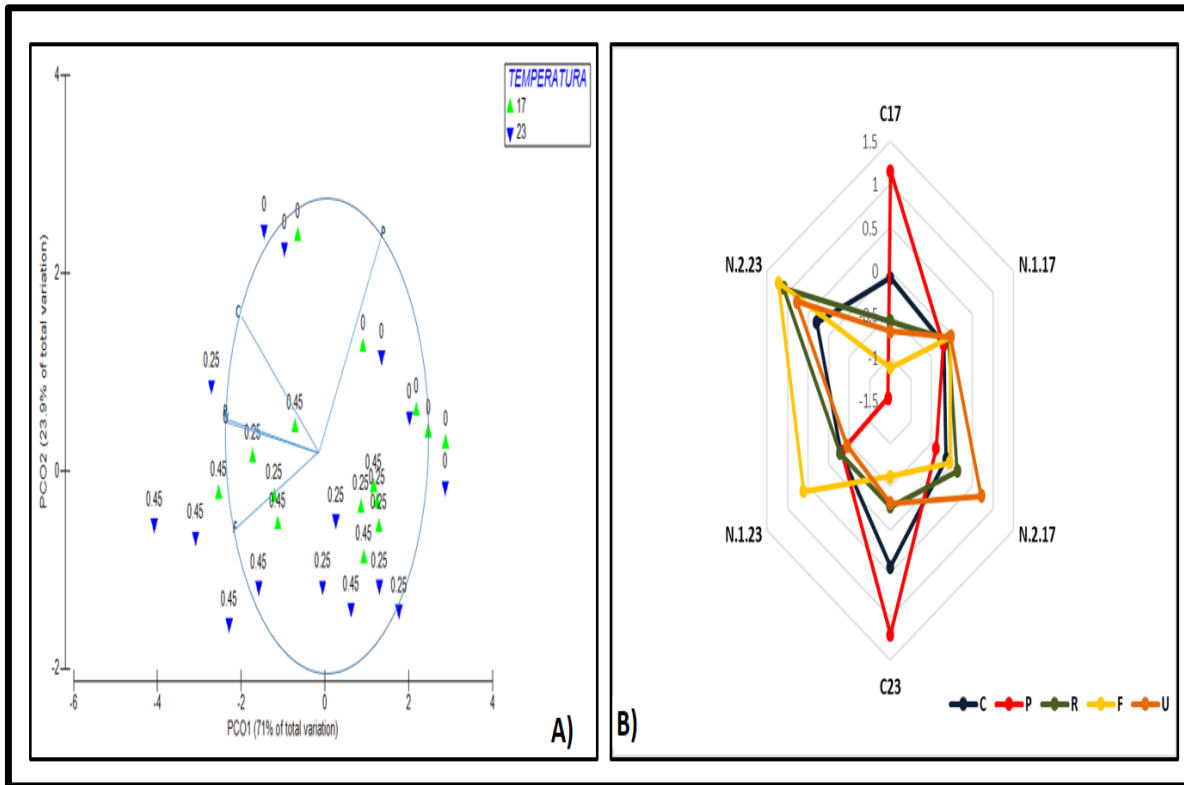 TEMPERATURA
17
23
4
2
0
-2
PCO2 (23.9% of total variation)
0 0 0
P
C
0 0
0.25
0 0 0 0
0.45
0.25
0
0.45
0.45 0.25 0.25
0.25
0.25
0.45 0.45 0.25
0.45
F
0.45
0.45 0.25 0.25
0.45 0.25
0.45
-6 -4 -2 0 2 4
PCO1 (71% of total variation)
A)
C17
1.5
1
0.5
0
-0.5
-1
-1.5
N.1.17
N.2.17
C23
N.1.23
N.2.23
C P R F U
B)